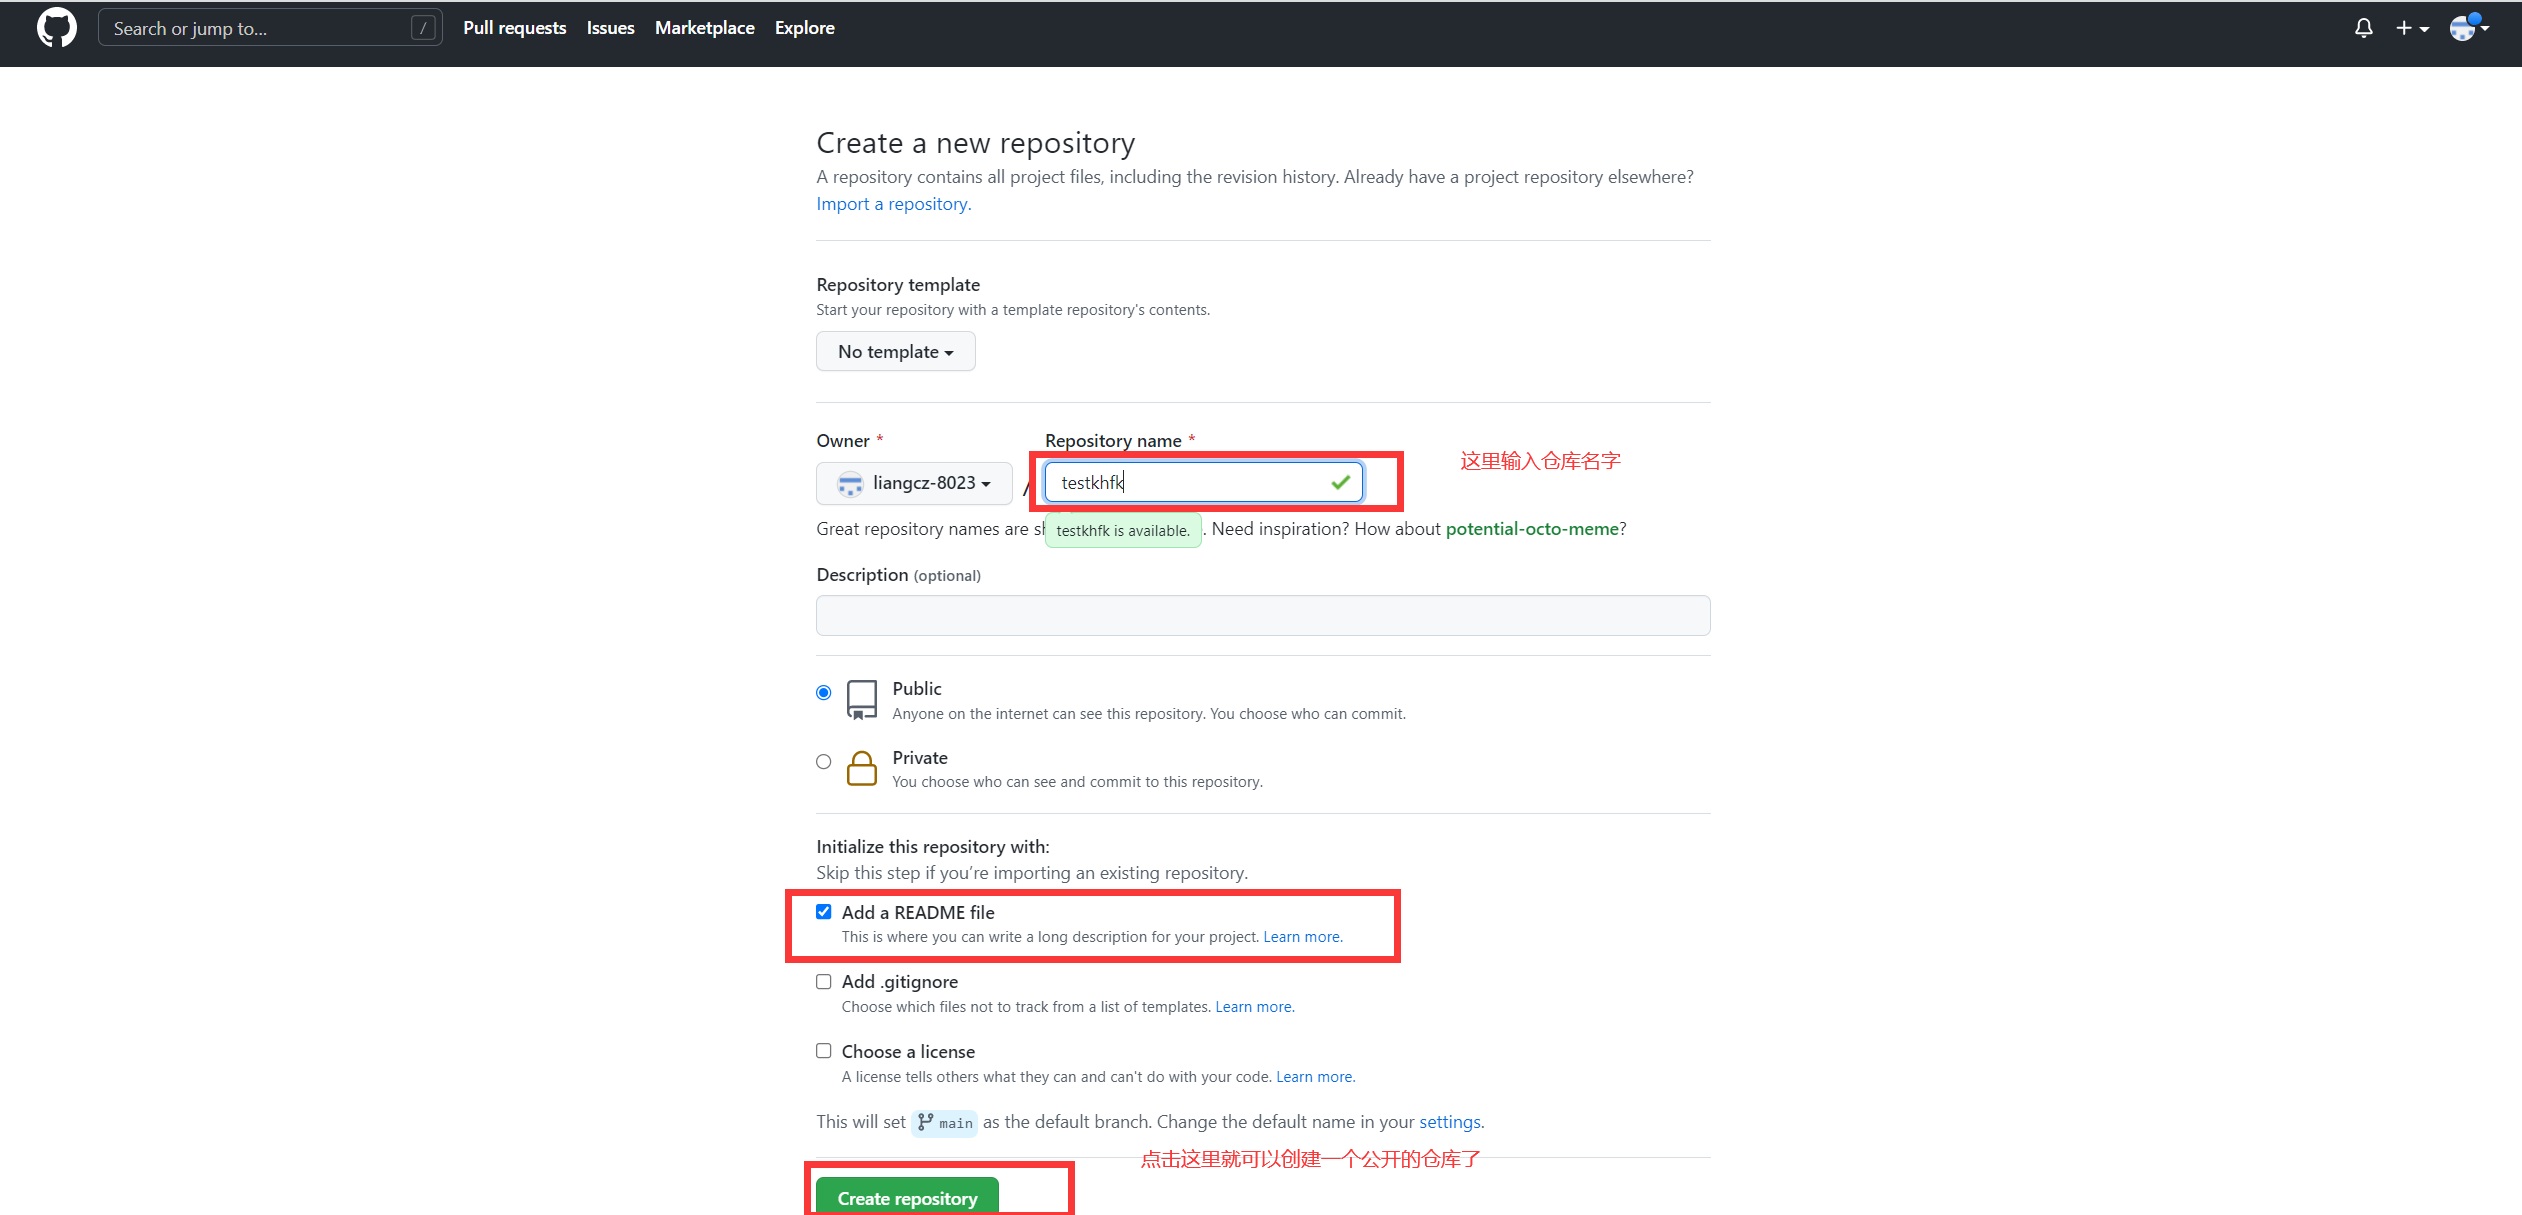 Search or jump to... /
Pull requests Issues Marketplace Explore
Create a new repository
A repository contains all project files, including the revision history. Already have a project repository elsewhere?
Import a repository.
Repository template
Start your repository with a template repository's contents.
No template
Owner * Repository name *
这里输入仓库名字
liangcz-8023 / testkhfk
Great repository names are sh testkhfk is available. . Need inspiration? How about potential-octo-meme?
Description (optional)
Public
Anyone on the internet can see this repository. You choose who can commit.
Private
You choose who can see and commit to this repository.
Initialize this repository with:
Skip this step if you’re importing an existing repository.
Add a README file
This is where you can write a long description for your project. Learn more.
Add .gitignore
Choose which files not to track from a list of templates. Learn more.
Choose a license
A license tells others what they can and can't do with your code. Learn more.
This will set main as the default branch. Change the default name in your settings.
点击这里就可以创建一个公开的仓库了
Create repository